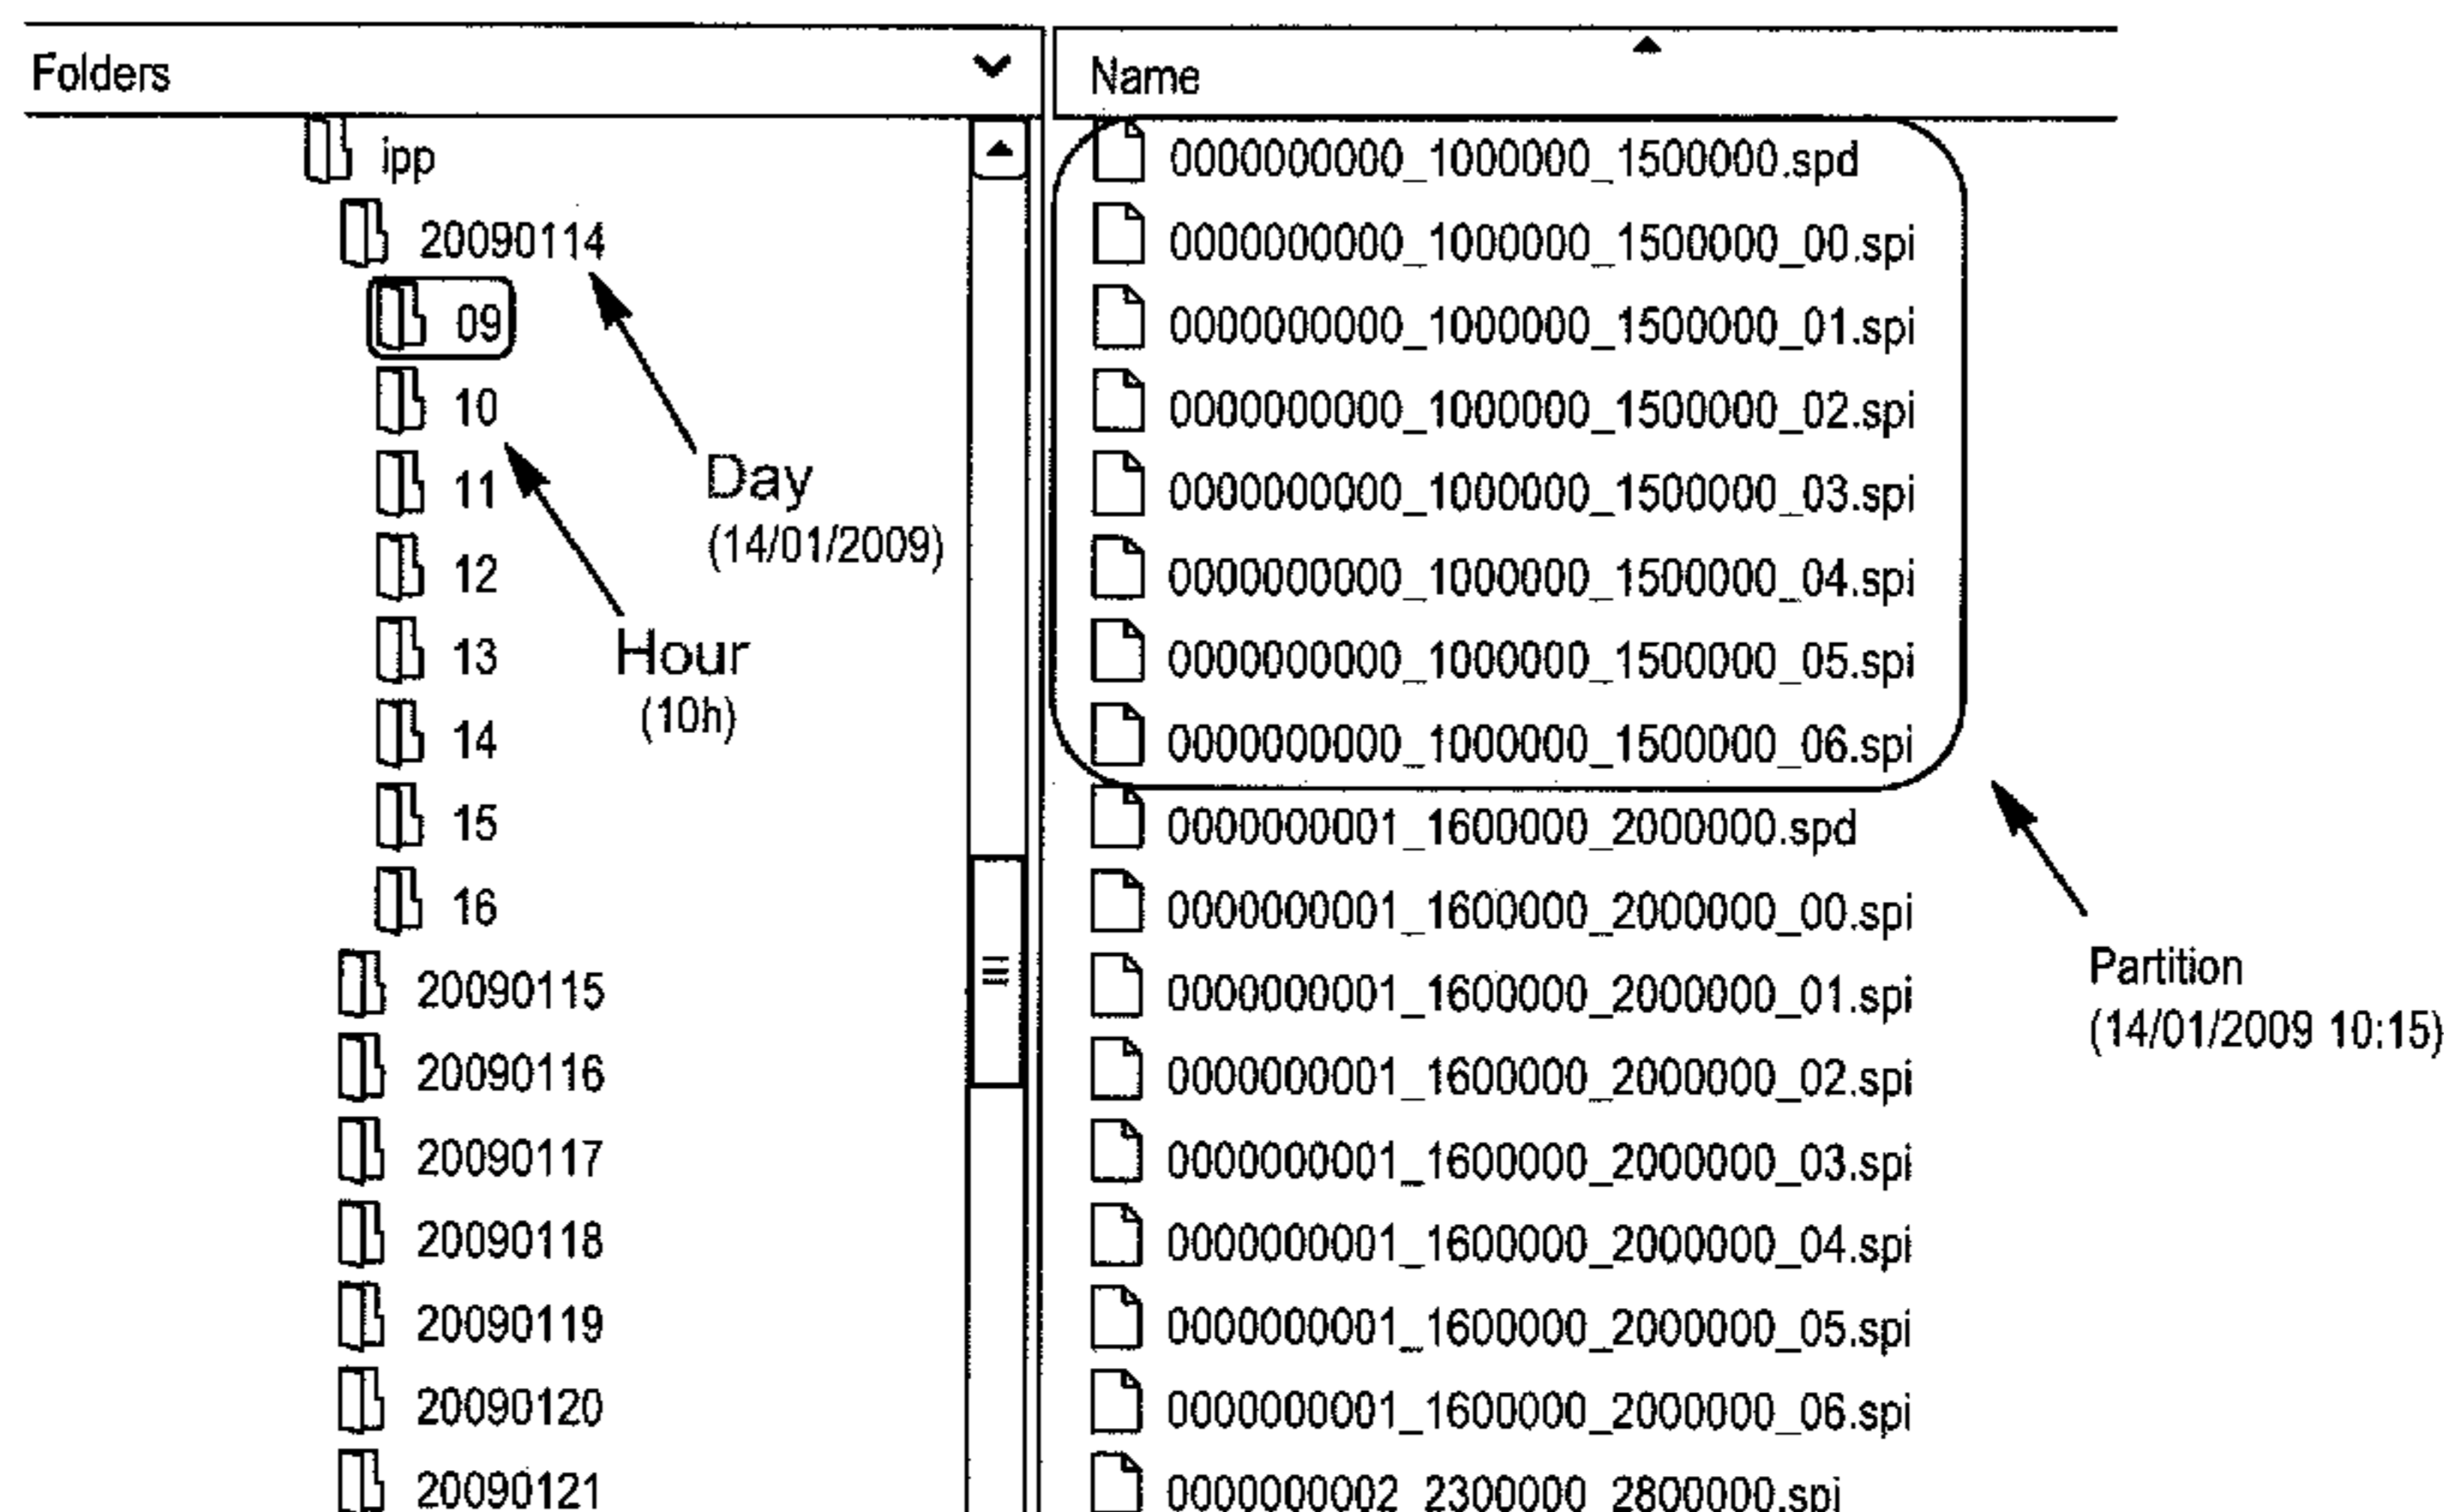 Folders
ipp
20090114
09
10
11
12
13
14
15
16
20090115
20090116
20090117
20090118
20090119
20090120
20090121
Day
(14/01/2009)
Hour
(10h)
Name
0000000000_1000000_1500000.spd
0000000000_1000000_1500000_00.spi
0000000000_1000000_1500000_01.spi
0000000000_1000000_1500000_02.spi
0000000000_1000000_1500000_03.spi
0000000000_1000000_1500000_04.spi
0000000000_1000000_1500000_05.spi
0000000000_1000000_1500000_06.spi
0000000001_1600000_2000000.spd
0000000001_1600000_2000000_00.spi
0000000001_1600000_2000000_01.spi
0000000001_1600000_2000000_02.spi
0000000001_1600000_2000000_03.spi
0000000001_1600000_2000000_04.spi
0000000001_1600000_2000000_05.spi
0000000001_1600000_2000000_06.spi
0000000002_2300000_2800000.spi
Partition
(14/01/2009 10:15)